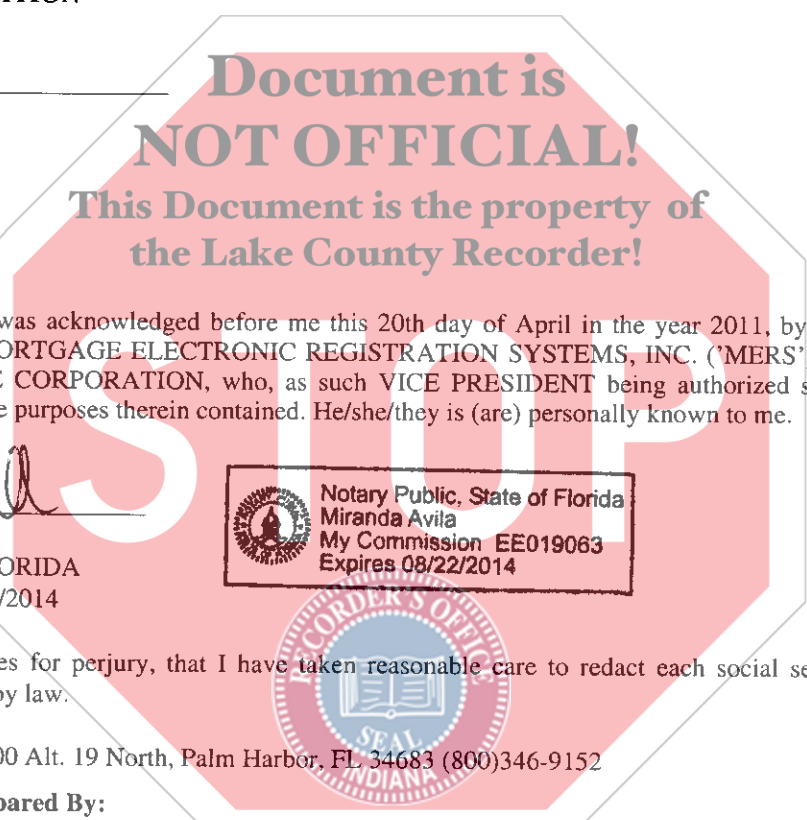 Document is
NOT OFFICIAL!
This Document is the property of
the Lake County Recorder!
was acknowledged before me this 20th day of April in the year 2011, by
ORTGAGE ELECTRONIC REGISTRATION SYSTEMS, INC. ('MERS'
CORPORATION, who, as such VICE PRESIDENT being authorized s
e purposes therein contained. He/she/they is (are) personally known to me.
STOP
Notary Public, State of Florida
Miranda Avila
My Commission EE019063
Expires 08/22/2014
ORIDA
/2014
RECORDER'S OFFICE
es for perjury, that I have taken reasonable care to redact each social se
by law.
SEAL
INDIANA
00 Alt. 19 North, Palm Harbor, FL 34683 (800)346-9152
pared By: